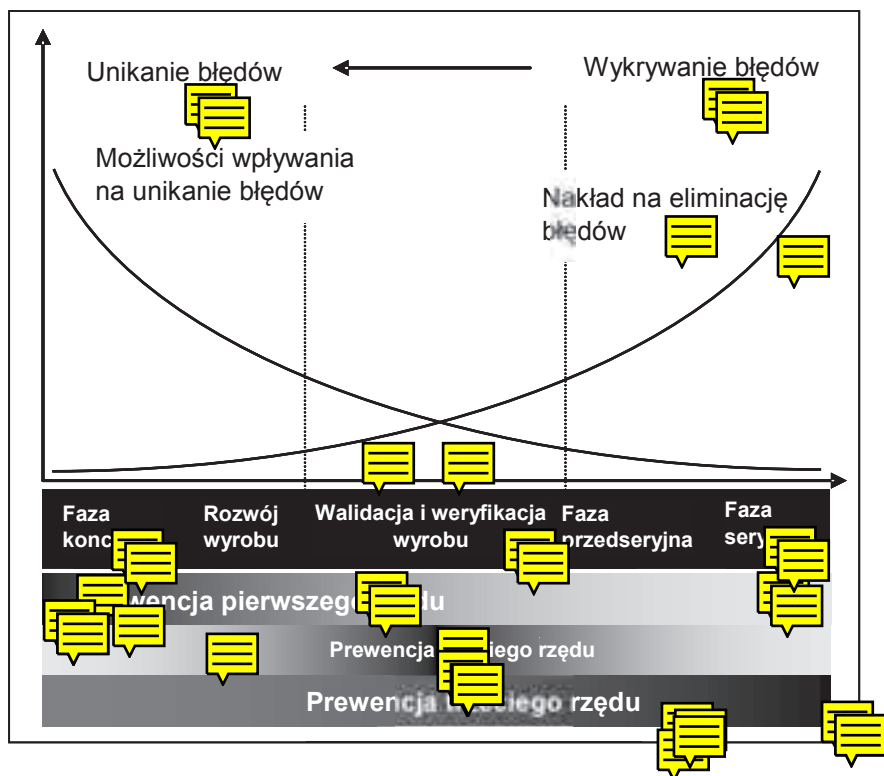 Unikanie błędów
Wykrywanie błędów
Możliwości wpływania
na unikanie błędów
Nakład na eliminację
błędów
Faza
Rozwój
wyrobu
Walidacja i weryfikacja
wyrobu
Faza
przedseryjna
Faza
pierwszego
Prewencja rzędu
Prewencja rzędu